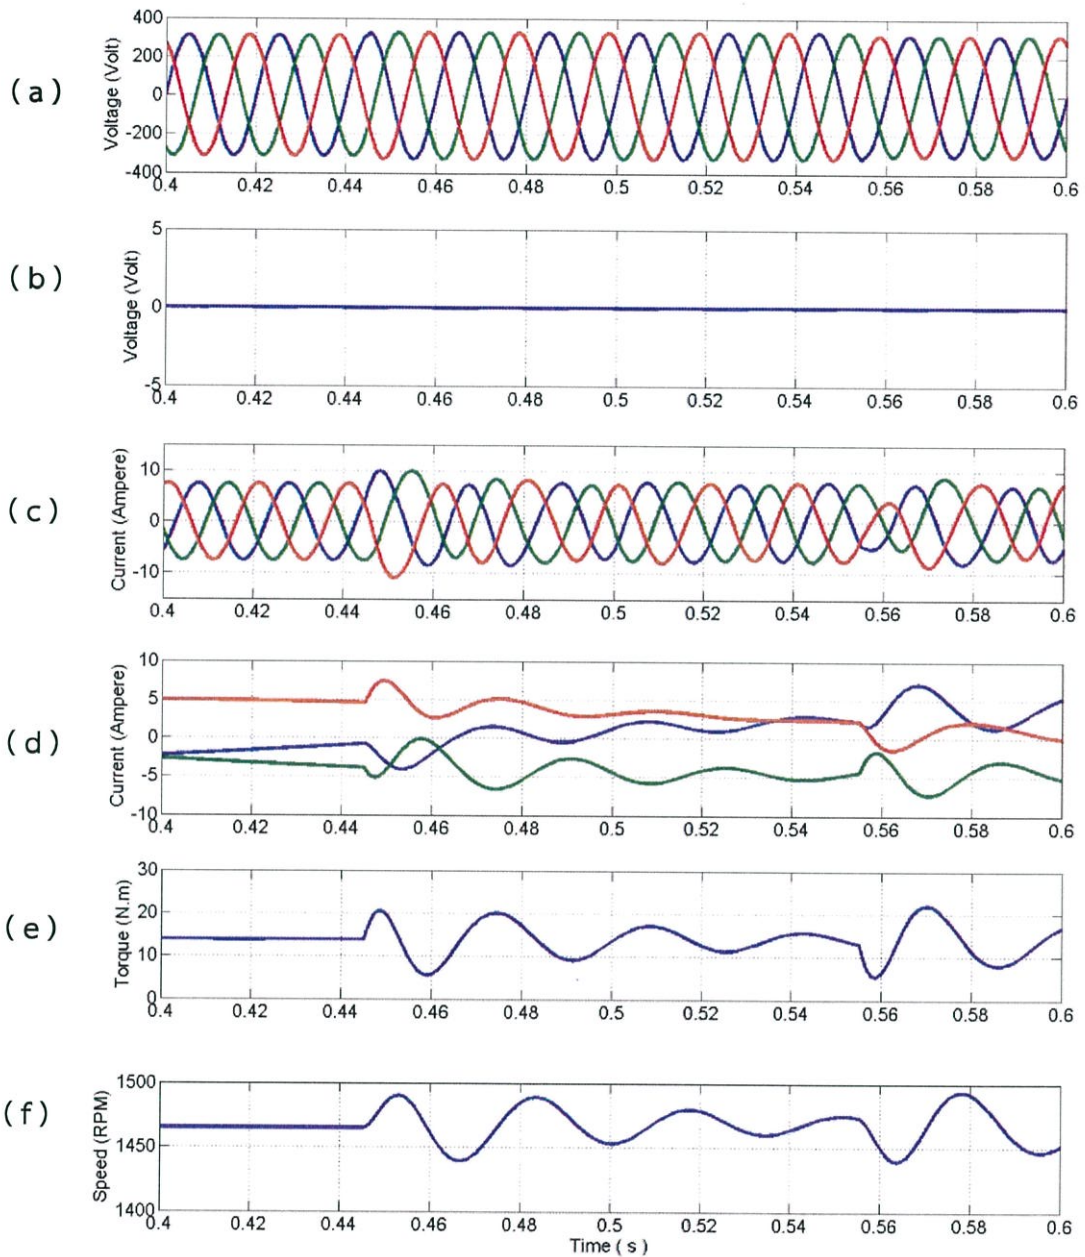 (a)
Voltage (Volt)
400
200
0
-200
-400
0.4 0.42 0.44 0.46 0.48 0.5 0.52 0.54 0.56 0.58 0.6
(b)
Voltage (Volt)
5
0
-5
0.4 0.42 0.44 0.46 0.48 0.5 0.52 0.54 0.56 0.58 0.6
(c)
Current (Ampere)
10
0
-10
0.4 0.42 0.44 0.46 0.48 0.5 0.52 0.54 0.56 0.58 0.6
(d)
Current (Ampere)
10
5
0
-5
-10
0.4 0.42 0.44 0.46 0.48 0.5 0.52 0.54 0.56 0.58 0.6
(e)
Torque (N.m)
30
20
10
0
0.4 0.42 0.44 0.46 0.48 0.5 0.52 0.54 0.56 0.58 0.6
(f)
Speed (RPM)
1500
1450
1400
0.4 0.42 0.44 0.46 0.48 0.5 0.52 0.54 0.56 0.58 0.6
Time ( s )